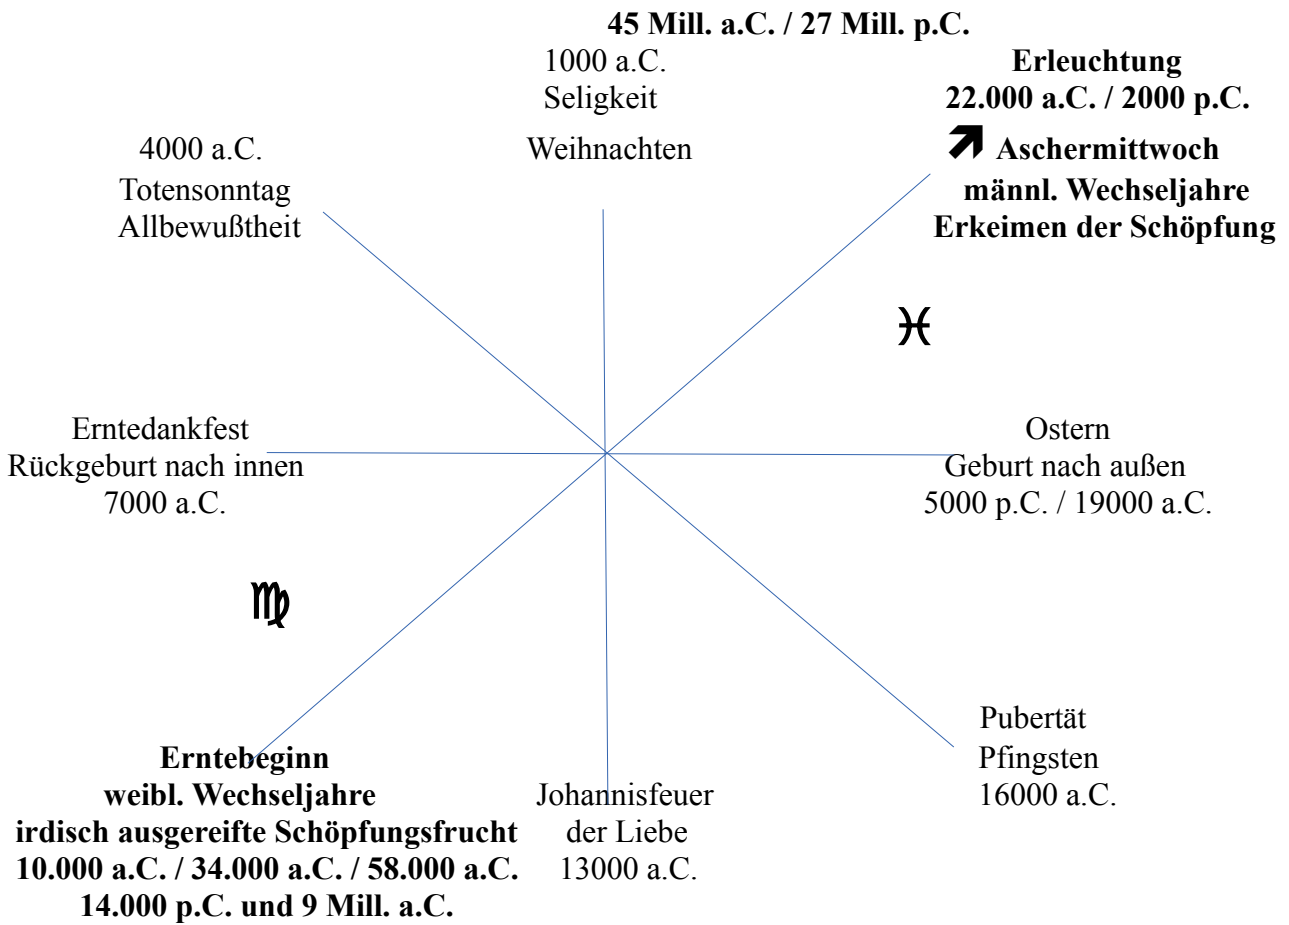 45 Mill. a.C. / 27 Mill. p.C.
1000 a.C.
Seligkeit
Weihnachten
Erleuchtung
22.000 a.C. / 2000 p.C.
Aschermittwoch
männl. Wechseljahre
Erkeimen der Schöpfung
4000 a.C.
Totensonntag
Allbewußtheit
♓
Erntedankfest
Rückgeburt nach innen
7000 a.C.
Ostern
Geburt nach außen
5000 p.C. / 19000 a.C.
♍
Pubertät
Pfingsten
16000 a.C.
Erntebeginn
weibl. Wechseljahre
irdisch ausgereifte Schöpfungsfrucht
10.000 a.C. / 34.000 a.C. / 58.000 a.C.
14.000 p.C. und 9 Mill. a.C.
Johannisfeuer
der Liebe
13000 a.C.